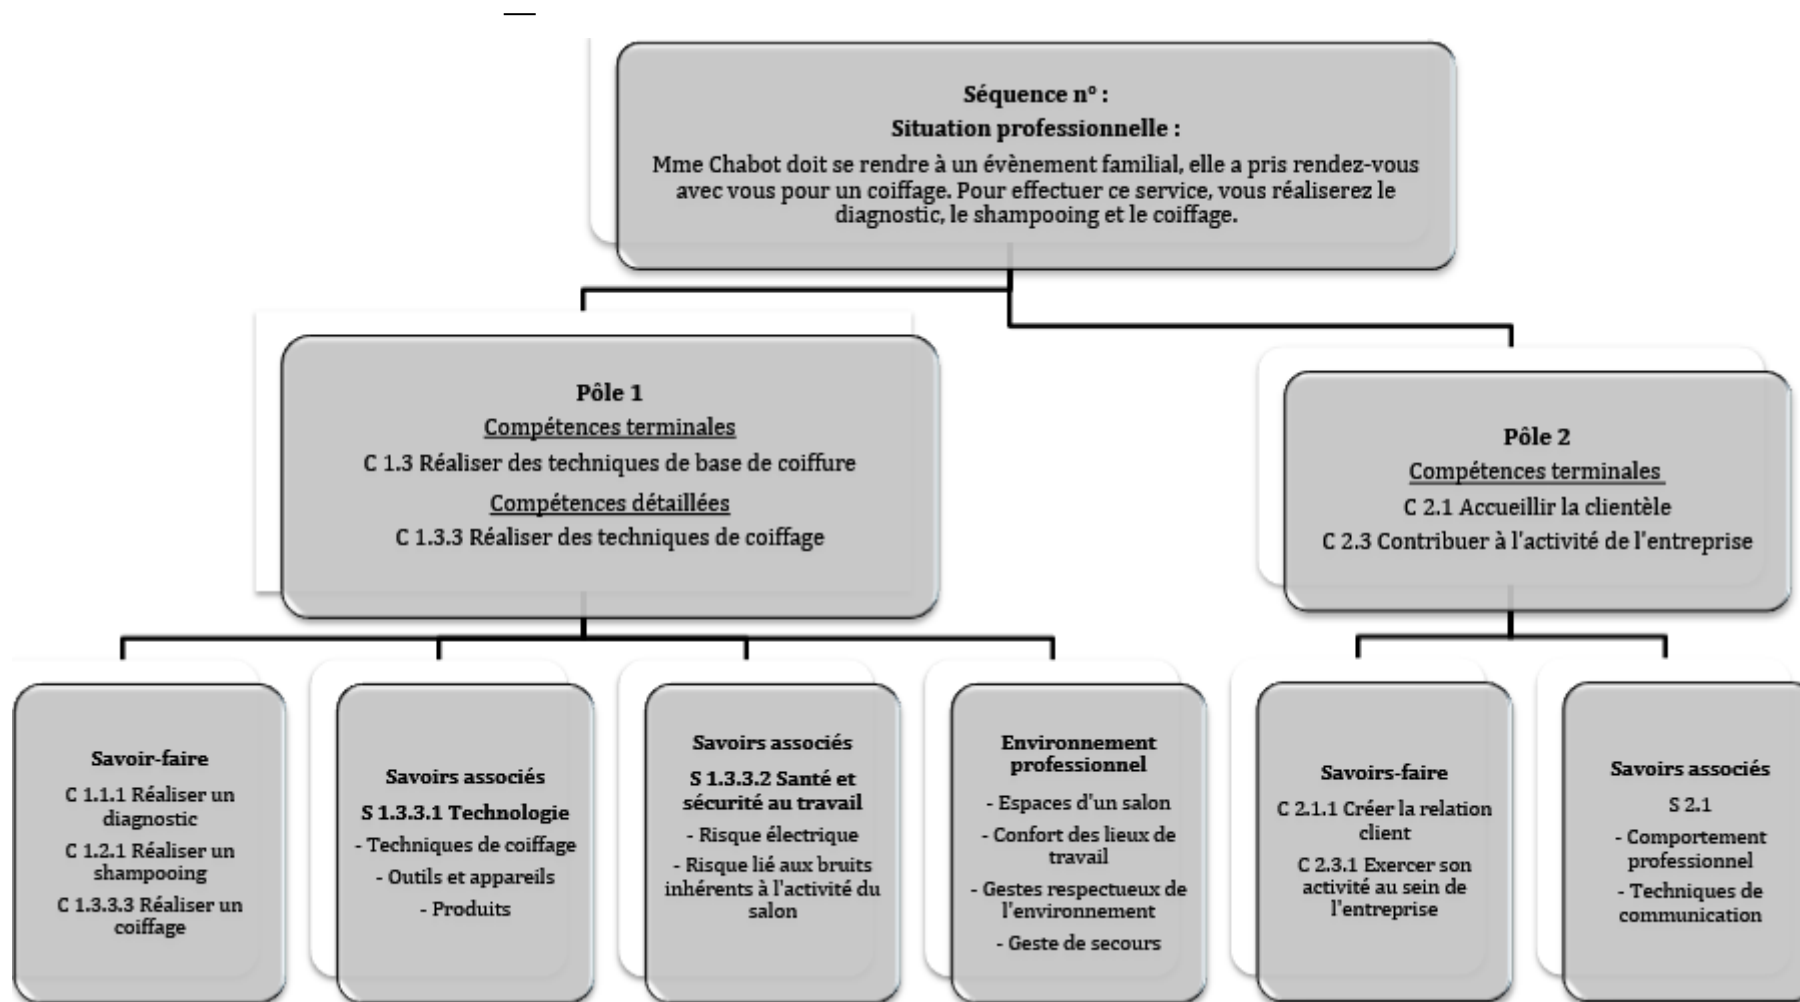 Séquence n° :
Situation professionnelle :
Mme Chabot doit se rendre à un évènement familial, elle a pris rendez-vous
avec vous pour un coiffage. Pour effectuer ce service, vous réaliserez le
diagnostic, le shampooing et le coiffage.
Pôle 1
Compétences terminales
C 1.3 Réaliser des techniques de base de coiffure
Compétences détaillées
C 1.3.3 Réaliser des techniques de coiffage
Pôle 2
Compétences terminales
C 2.1 Accueillir la clientèle
C 2.3 Contribuer à l'activité de l'entreprise
Savoir-faire
C 1.1.1 Réaliser un
diagnostic
C 1.2.1 Réaliser un
shampooing
C 1.3.3.3 Réaliser un
coiffage
Savoirs associés
S 1.3.3.1 Technologie
- Techniques de coiffage
- Outils et appareils
- Produits
Savoirs associés
S 1.3.3.2 Santé et
sécurité au travail
- Risque électrique
- Risque lié aux bruits
inhérents à l'activité du
salon
Environnement
professionnel
- Espaces d'un salon
- Confort des lieux de
travail
- Gestes respectueux de
l'environnement
- Geste de secours
Savoirs-faire
C 2.1.1 Créer la relation
client
C 2.3.1 Exercer son
activité au sein de
l'entreprise
Savoirs associés
S 2.1
- Comportement
professionnel
- Techniques de
communication